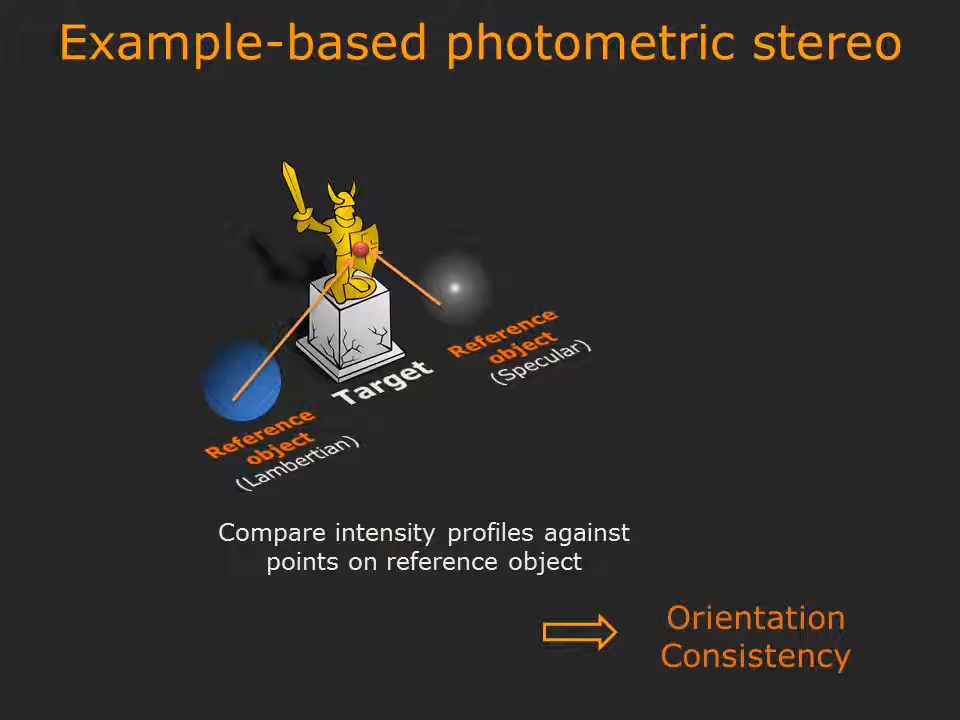 Example-based photometric stereo
Reference
object
(Specular)
Target
Reference
object
(Lambertian)
Compare intensity profiles against
points on reference object
Orientation
Consistency